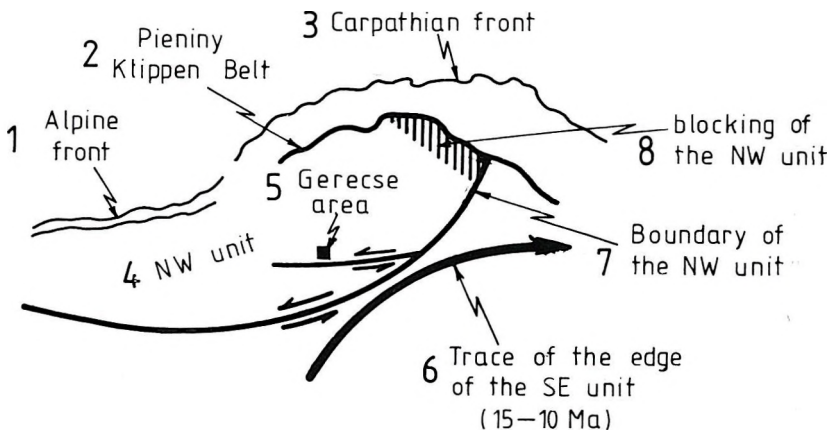 1 Alpine
front
2 Pieniny
Klippen Belt
3 Carpathian front
4 NW unit
5 Gerecse
area
6 Trace of the edge
of the SE unit
(15–10 Ma)
7 Boundary of
the NW unit
8 blocking of
the NW unit